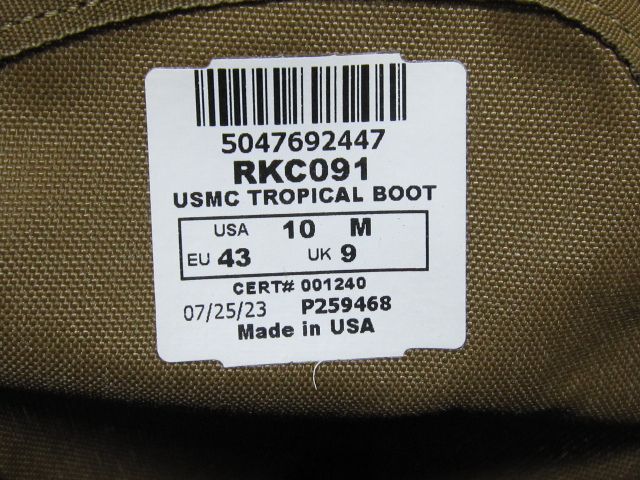 5047692447
RKC091
USMC TROPICAL BOOT
USA 10 M
EU 43 UK 9
CERT# 001240
07/25/23 P259468
Made in USA